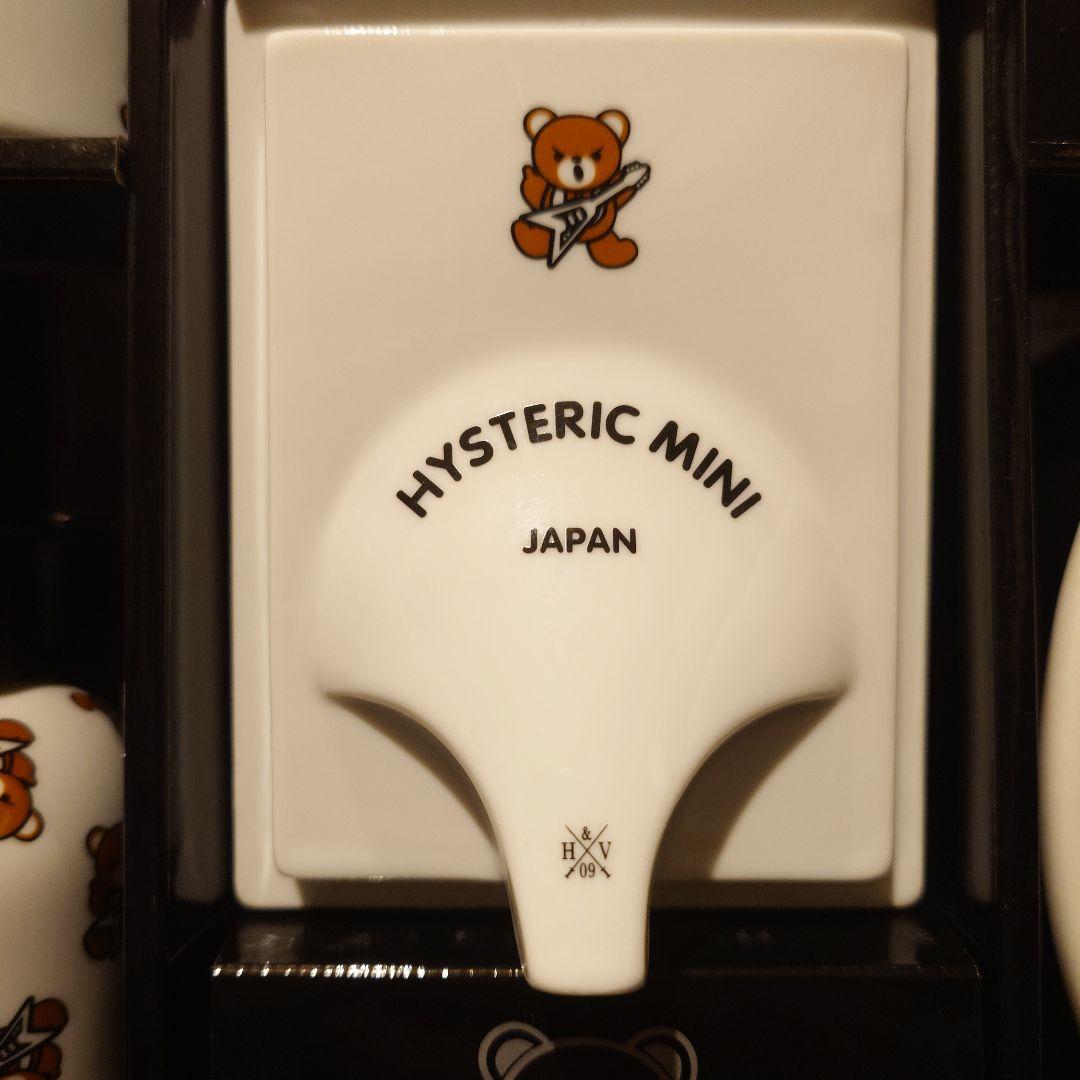 HYSTERIC MINI
JAPAN
&
H V
09